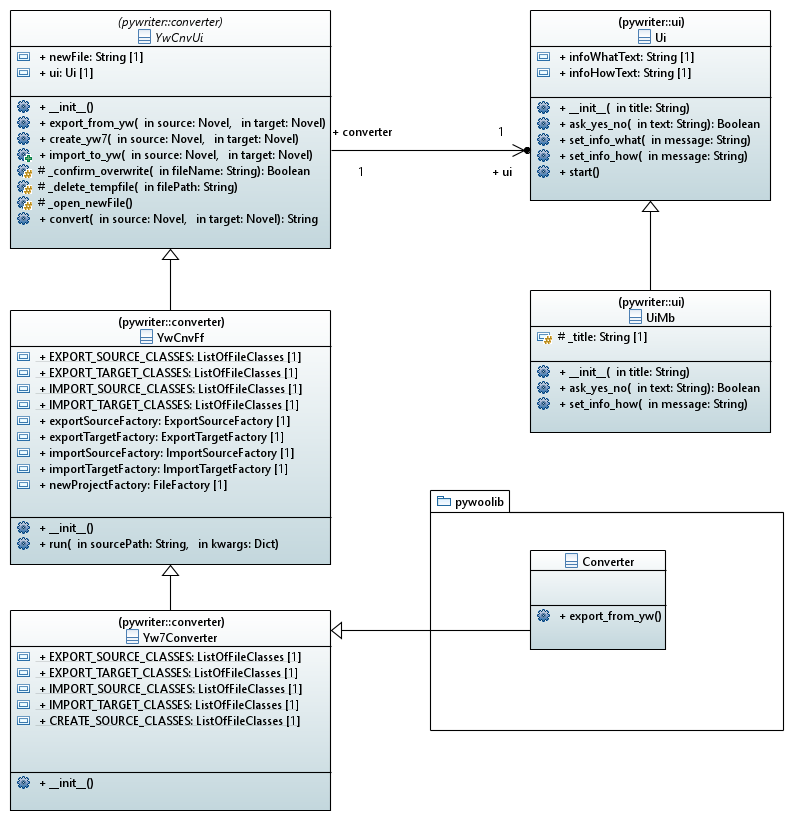 (pywriter::converter)
YwCnvUi
+ newFile: String [1]
+ ui: Ui [1]
+ __init__()
+ export_from_yw( in source: Novel, in target: Novel)
+ create_yw7( in source: Novel, in target: Novel)
+ import_to_yw( in source: Novel, in target: Novel)
# _confirm_overwrite( in fileName: String): Boolean
# _delete_tempfile( in filePath: String)
# _open_newFile()
+ convert( in source: Novel, in target: Novel): String
+ converter
1
1
+ ui
(pywriter::ui)
Ui
+ infoWhatText: String [1]
+ infoHowText: String [1]
+ __init__( in title: String)
+ ask_yes_no( in text: String): Boolean
+ set_info_what( in message: String)
+ set_info_how( in message: String)
+ start()
(pywriter::converter)
YwCnvFf
+ EXPORT_SOURCE_CLASSES: ListOfFileClasses [1]
+ EXPORT_TARGET_CLASSES: ListOfFileClasses [1]
+ IMPORT_SOURCE_CLASSES: ListOfFileClasses [1]
+ IMPORT_TARGET_CLASSES: ListOfFileClasses [1]
+ exportSourceFactory: ExportSourceFactory [1]
+ exportTargetFactory: ExportTargetFactory [1]
+ importSourceFactory: ImportSourceFactory [1]
+ importTargetFactory: ImportTargetFactory [1]
+ newProjectFactory: FileFactory [1]
+ __init__()
+ run( in sourcePath: String, in kwargs: Dict)
(pywriter::ui)
UiMb
# _title: String [1]
+ __init__( in title: String)
+ ask_yes_no( in text: String): Boolean
+ set_info_how( in message: String)
pywoolib
Converter
+ export_from_yw()
(pywriter::converter)
Yw7Converter
+ EXPORT_SOURCE_CLASSES: ListOfFileClasses [1]
+ EXPORT_TARGET_CLASSES: ListOfFileClasses [1]
+ IMPORT_SOURCE_CLASSES: ListOfFileClasses [1]
+ IMPORT_TARGET_CLASSES: ListOfFileClasses [1]
+ CREATE_SOURCE_CLASSES: ListOfFileClasses [1]
+ __init__()